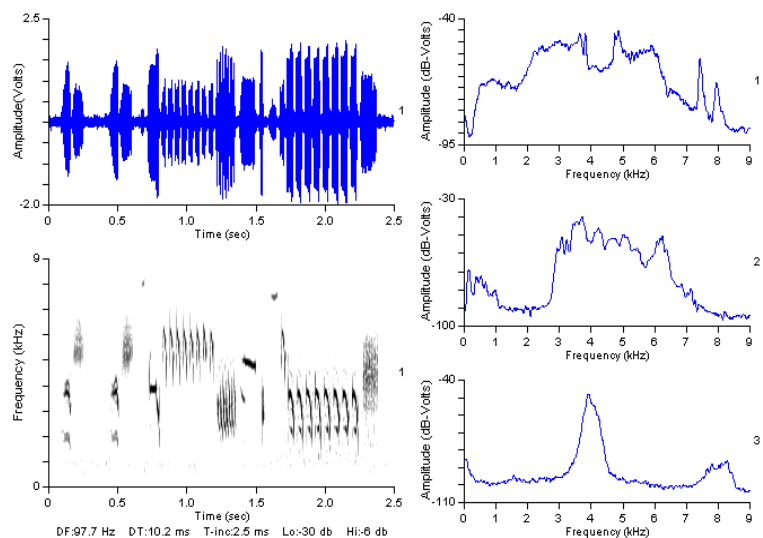 2.5
Amplitude(Volts)
-2.0
0 0.5 1.0 1.5 2.0 2.5
Time (sec)
1
9
Frequency (kHz)
0
0 0.5 1.0 1.5 2.0 2.5
Time (sec)
1
DF:97.7 Hz DT:10.2 ms T-inc:2.5 ms Lo:-30 db Hi:-6 db
-40
Amplitude (dB-Volts)
-95
0 1 2 3 4 5 6 7 8 9
Frequency (kHz)
1
-30
Amplitude (dB-Volts)
-100
0 1 2 3 4 5 6 7 8 9
Frequency (kHz)
2
-40
Amplitude (dB-Volts)
-110
0 1 2 3 4 5 6 7 8 9
Frequency (kHz)
3